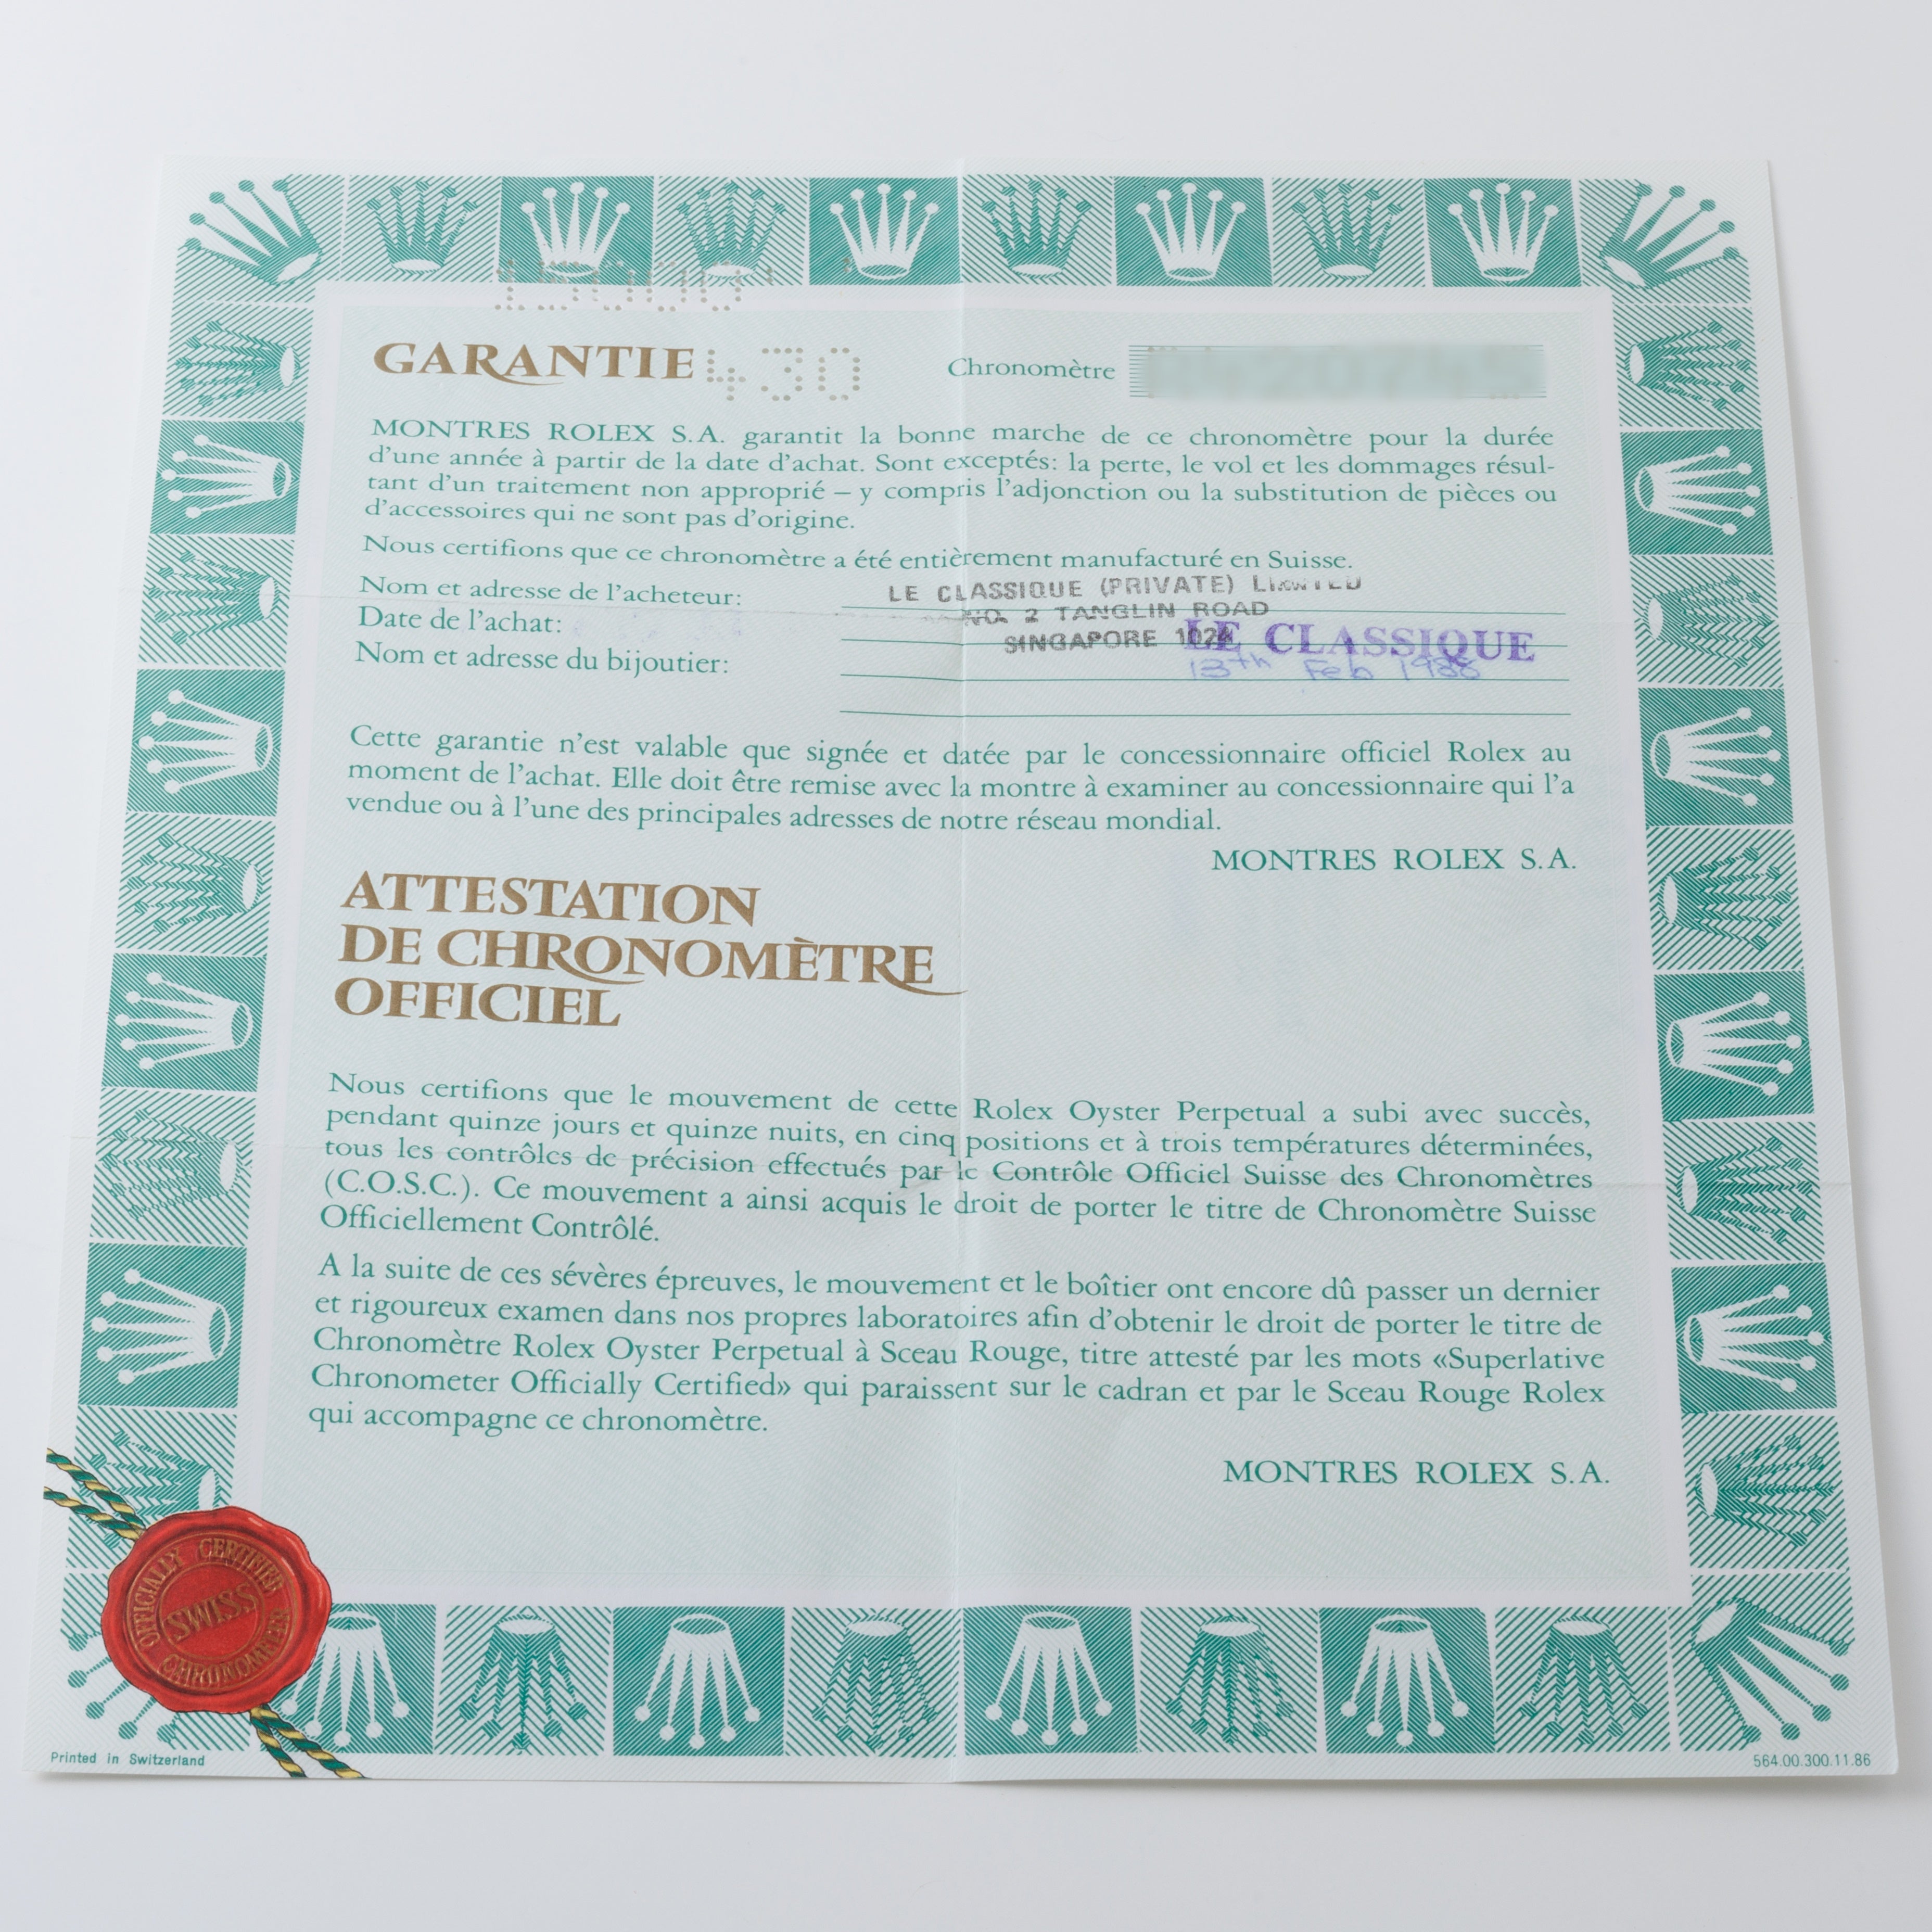 15000
GARANTIE 430
Chronomètre
MONTRES ROLEX S.A. garantit la bonne marche de ce chronomètre pour la durée
d'une année à partir de la date d'achat. Sont exceptés: la perte, le vol et les dommages résul-
tant d'un traitement non approprié – y compris l'adjonction ou la substitution de pièces ou
d'accessoires qui ne sont pas d'origine.
Nous certifions que ce chronomètre a été entièrement manufacturé en Suisse.
Nom et adresse de l'acheteur:
LE CLASSIQUE (PRIVATE) LIMITED
NO. 2 TANGLIN ROAD
Date de l'achat:
SINGAPORE 1024
LE CLASSIQUE
Nom et adresse du bijoutier:
13th Feb 1988
Cette garantie n'est valable que signée et datée par le concessionnaire officiel Rolex au
moment de l'achat. Elle doit être remise avec la montre à examiner au concessionnaire qui l'a
vendue ou à l'une des principales adresses de notre réseau mondial.
MONTRES ROLEX S.A.
ATTESTATION
DE CHRONOMÈTRE
OFFICIEL
Nous certifions que le mouvement de cette Rolex Oyster Perpetual a subi avec succès,
pendant quinze jours et quinze nuits, en cinq positions et à trois températures déterminées,
tous les contrôles de précision effectués par le Contrôle Officiel Suisse des Chronomètres
(C.O.S.C.). Ce mouvement a ainsi acquis le droit de porter le titre de Chronomètre Suisse
Officiellement Contrôlé.
A la suite de ces sévères épreuves, le mouvement et le boîtier ont encore dû passer un dernier
et rigoureux examen dans nos propres laboratoires afin d'obtenir le droit de porter le titre de
Chronomètre Rolex Oyster Perpetual à Sceau Rouge, titre attesté par les mots «Superlative
Chronometer Officially Certified» qui paraissent sur le cadran et par le Sceau Rouge Rolex
qui accompagne ce chronomètre.
MONTRES ROLEX S.A.
OFFICIALLY CERTIFIED
SWISS
CHRONOMETER
Printed in Switzerland
564.00.300.11.86